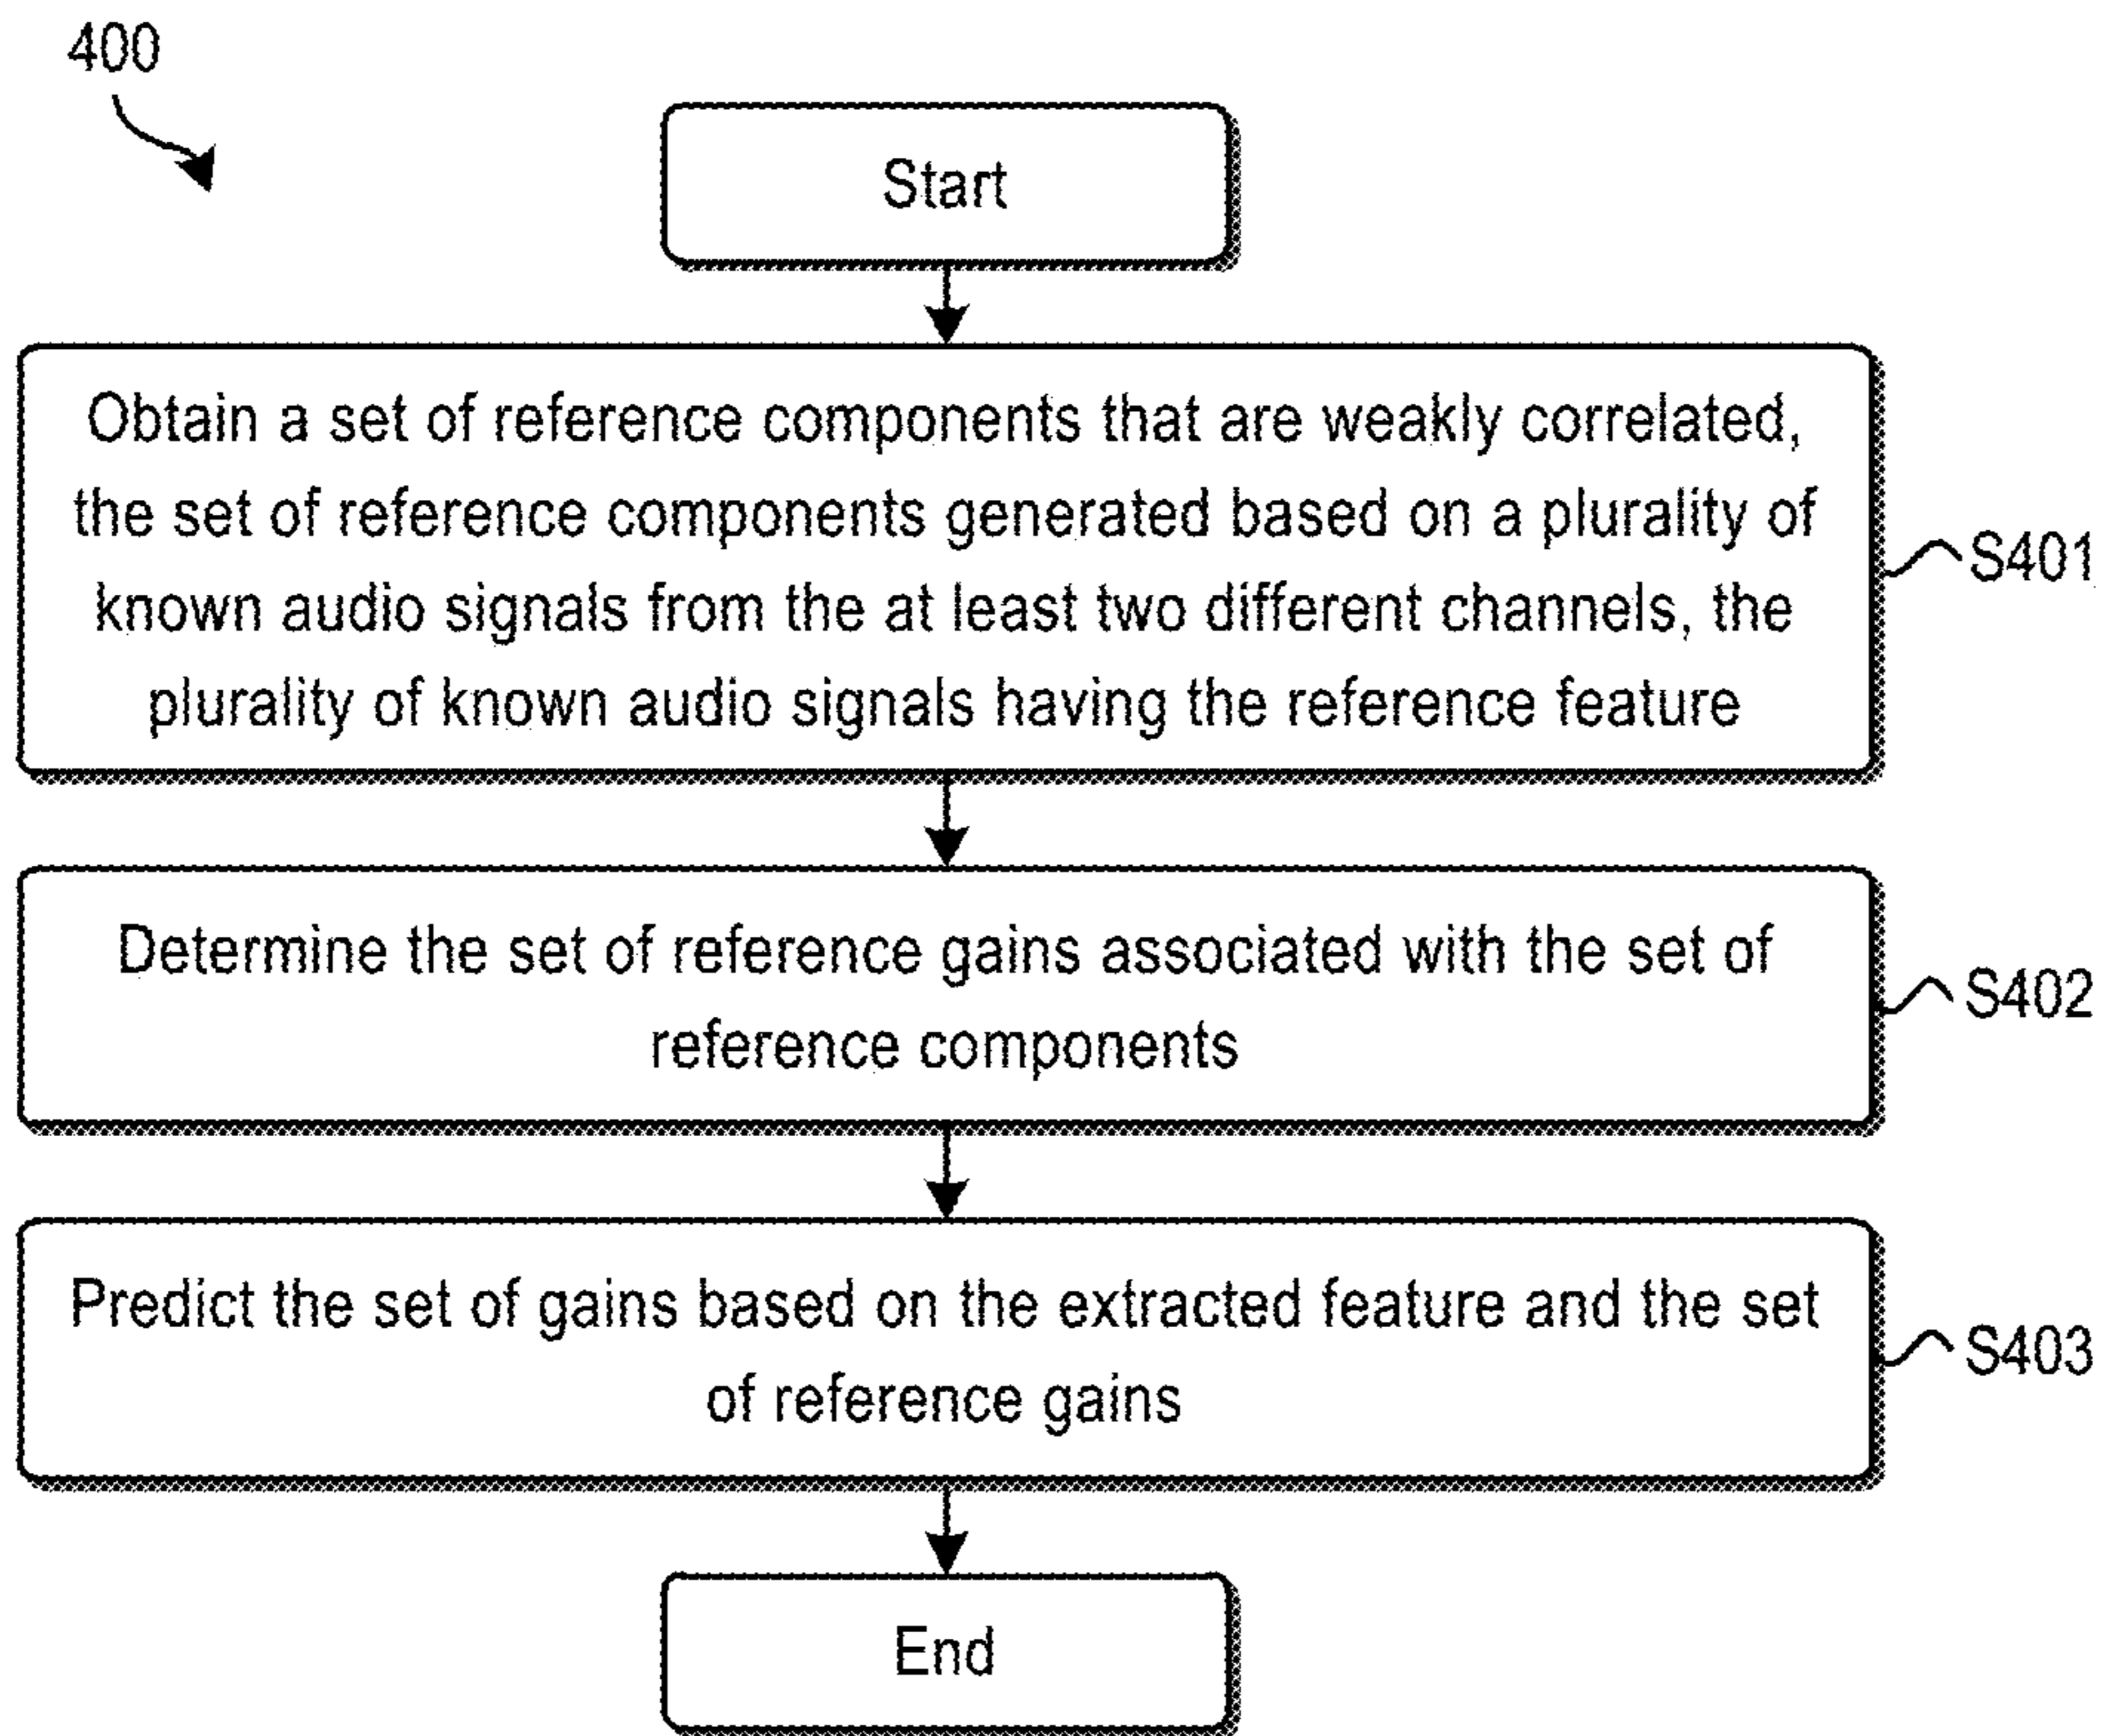 400
Start
Obtain a set of reference components that are weakly correlated,
the set of reference components generated based on a plurality of
known audio signals from the at least two different channels, the
plurality of known audio signals having the reference feature
S401
Determine the set of reference gains associated with the set of
reference components
S402
Predict the set of gains based on the extracted feature and the set
of reference gains
S403
End